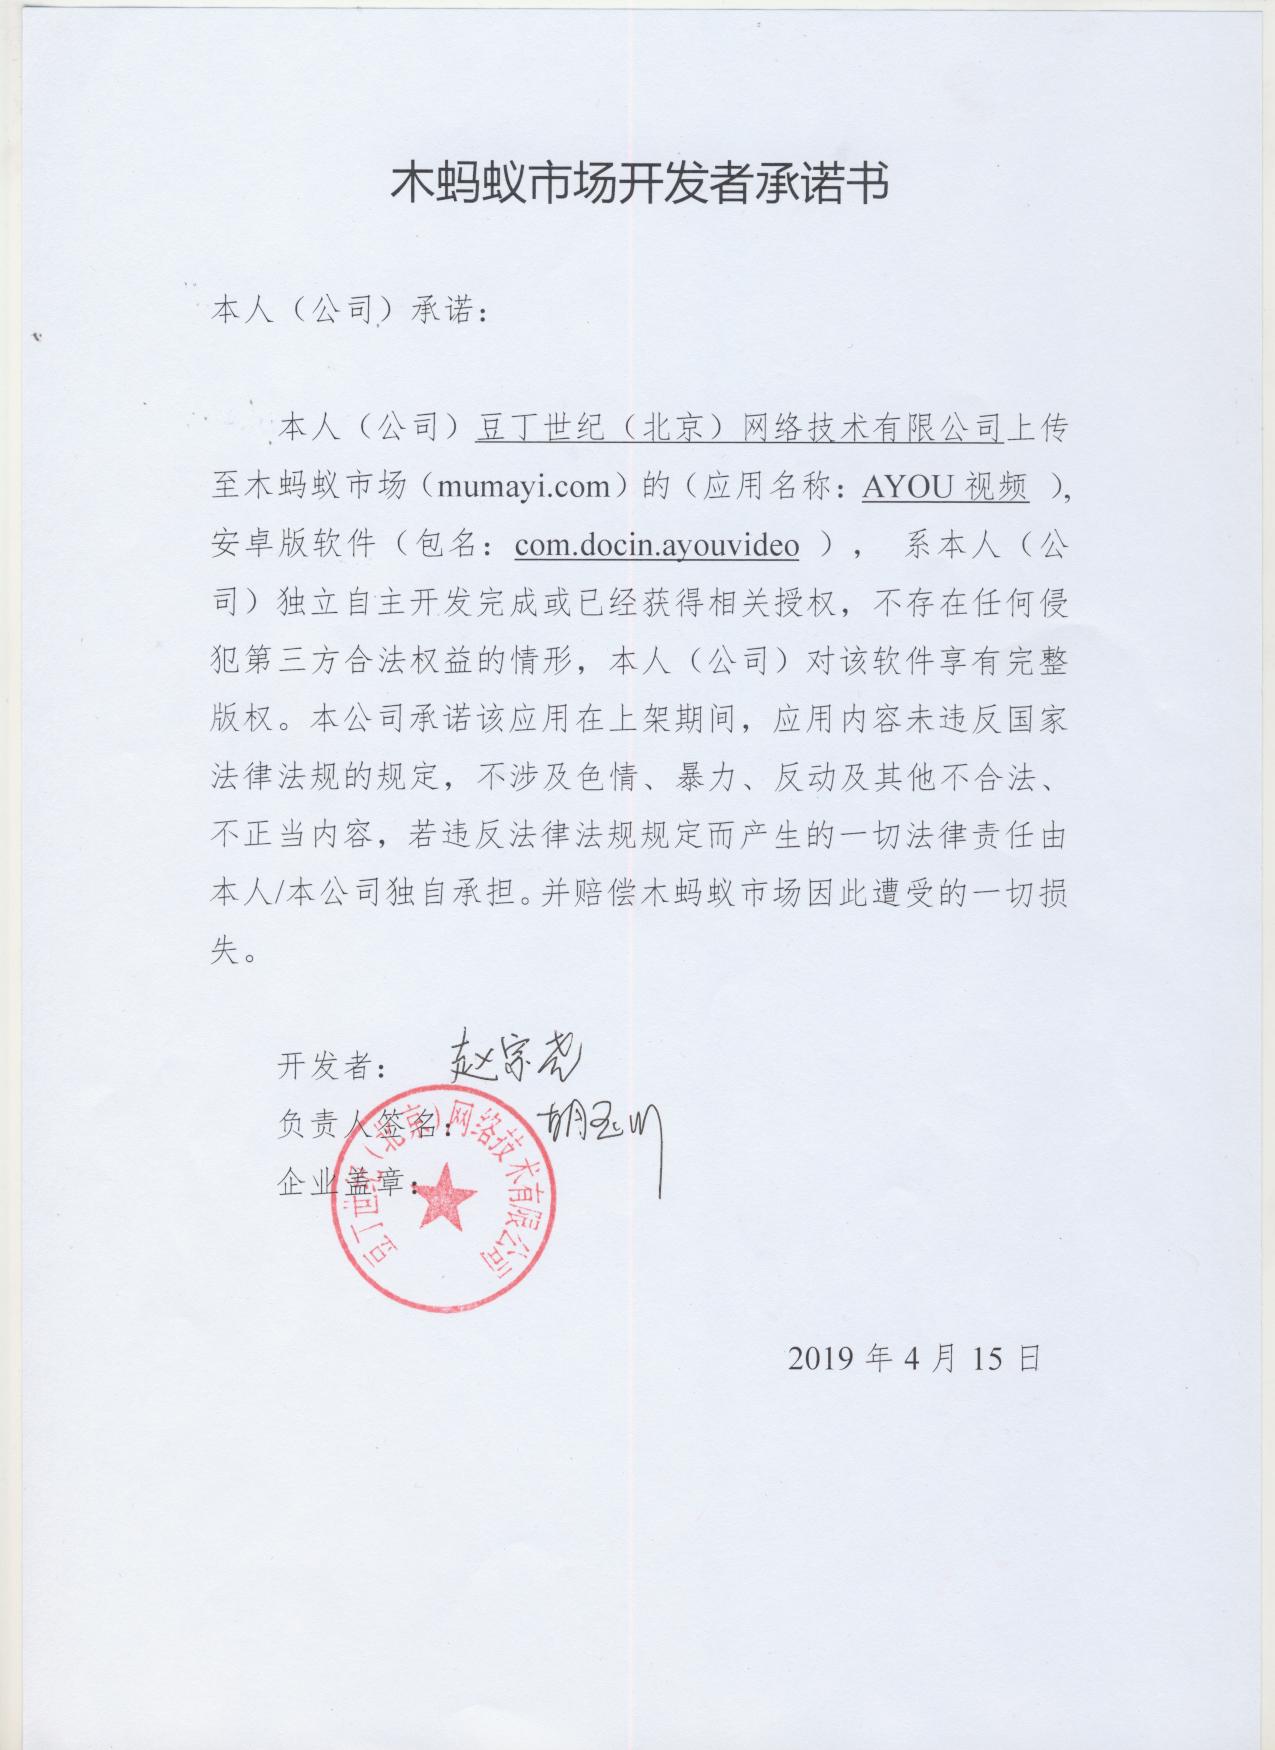 木蚂蚁市场开发者承诺书
本人（公司）承诺：
本人（公司）豆丁世纪（北京）网络技术有限公司上传
至木蚂蚁市场（mumayi.com）的（应用名称：AYOU 视频 ），
安卓版软件（包名：com.docin.ayouvideo ）， 系本人（公
司）独立自主开发完成或已经获得相关授权，不存在任何侵
犯第三方合法权益的情形，本人（公司）对该软件享有完整
版权。本公司承诺该应用在上架期间，应用内容未违反国家
法律法规的规定，不涉及色情、暴力、反动及其他不合法、
不正当内容，若违反法律法规规定而产生的一切法律责任由
本人/本公司独自承担。并赔偿木蚂蚁市场因此遭受的一切损
失。
开发者： 赵宗尧
负责人签名： 胡玉川
企业盖章：
豆丁世纪（北京）网络技术有限公司
2019 年 4 月 15 日